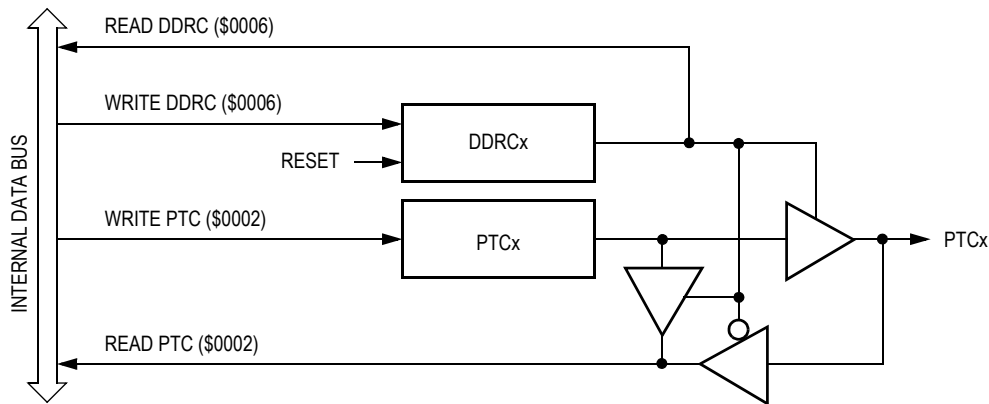 READ DDRC ($0006)
WRITE DDRC ($0006)
DDRCx
RESET
WRITE PTC ($0002)
PTCx
PTCx
READ PTC ($0002)
INTERNAL DATA BUS